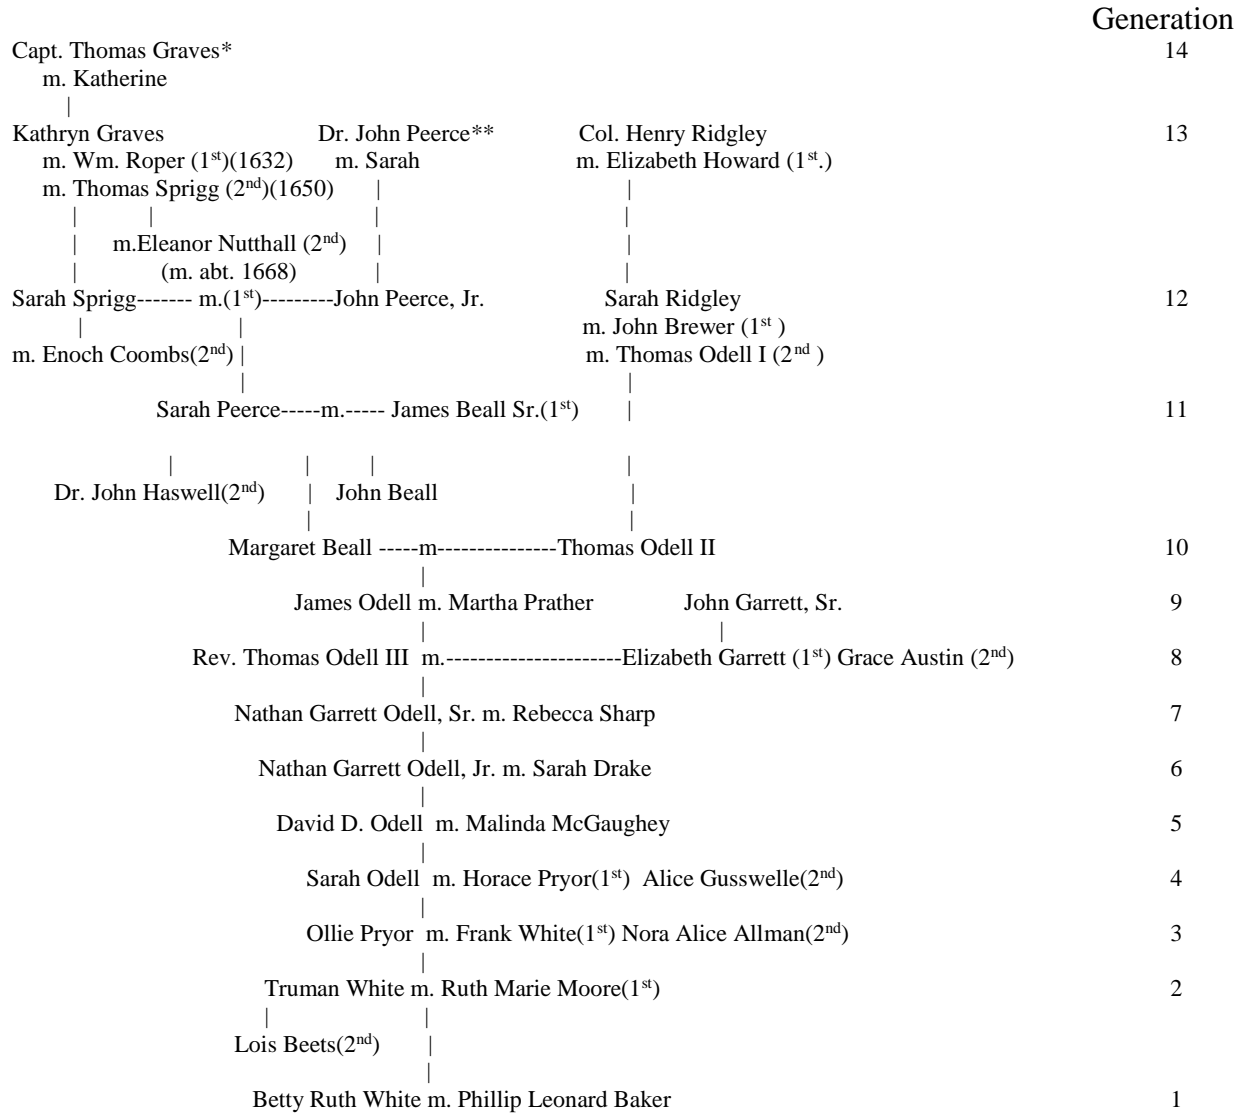 Generation
Capt. Thomas Graves* 14
m. Katherine
|
Kathryn Graves Dr. John Peerce** Col. Henry Ridgley 13
m. Wm. Roper (1st)(1632) m. Sarah m. Elizabeth Howard (1st.)
m. Thomas Sprigg (2nd)(1650) | |
| | | |
| m.Eleanor Nutthall (2nd) | |
| (m. abt. 1668) | |
Sarah Sprigg------- m.(1st)---------John Peerce, Jr. Sarah Ridgley 12
| | m. John Brewer (1st )
m. Enoch Coombs(2nd) | m. Thomas Odell I (2nd )
| |
Sarah Peerce-----m.----- James Beall Sr.(1st) | 11
| | | |
Dr. John Haswell(2nd) | John Beall |
| |
Margaret Beall -----m---------------Thomas Odell II 10
|
James Odell m. Martha Prather John Garrett, Sr. 9
| |
Rev. Thomas Odell III m.----------------------Elizabeth Garrett (1st) Grace Austin (2nd) 8
|
Nathan Garrett Odell, Sr. m. Rebecca Sharp 7
|
Nathan Garrett Odell, Jr. m. Sarah Drake 6
|
David D. Odell m. Malinda McGaughey 5
|
Sarah Odell m. Horace Pryor(1st) Alice Gusswelle(2nd) 4
|
Ollie Pryor m. Frank White(1st) Nora Alice Allman(2nd) 3
|
Truman White m. Ruth Marie Moore(1st) 2
| |
Lois Beets(2nd) |
|
Betty Ruth White m. Phillip Leonard Baker 1